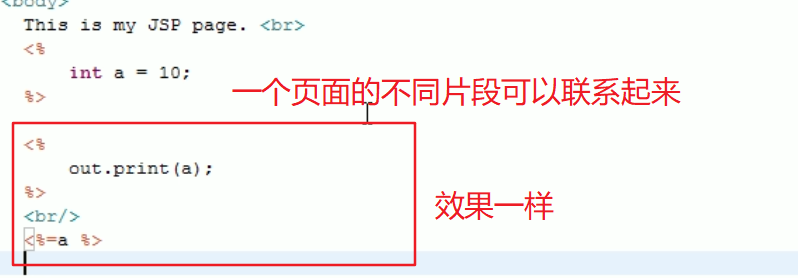 <body>
This is my JSP page. <br>
<%
int a = 10;
%>
一个页面的不同片段可以联系起来
<%
out.print(a);
%>
效果一样
<br/>
<%=a %>